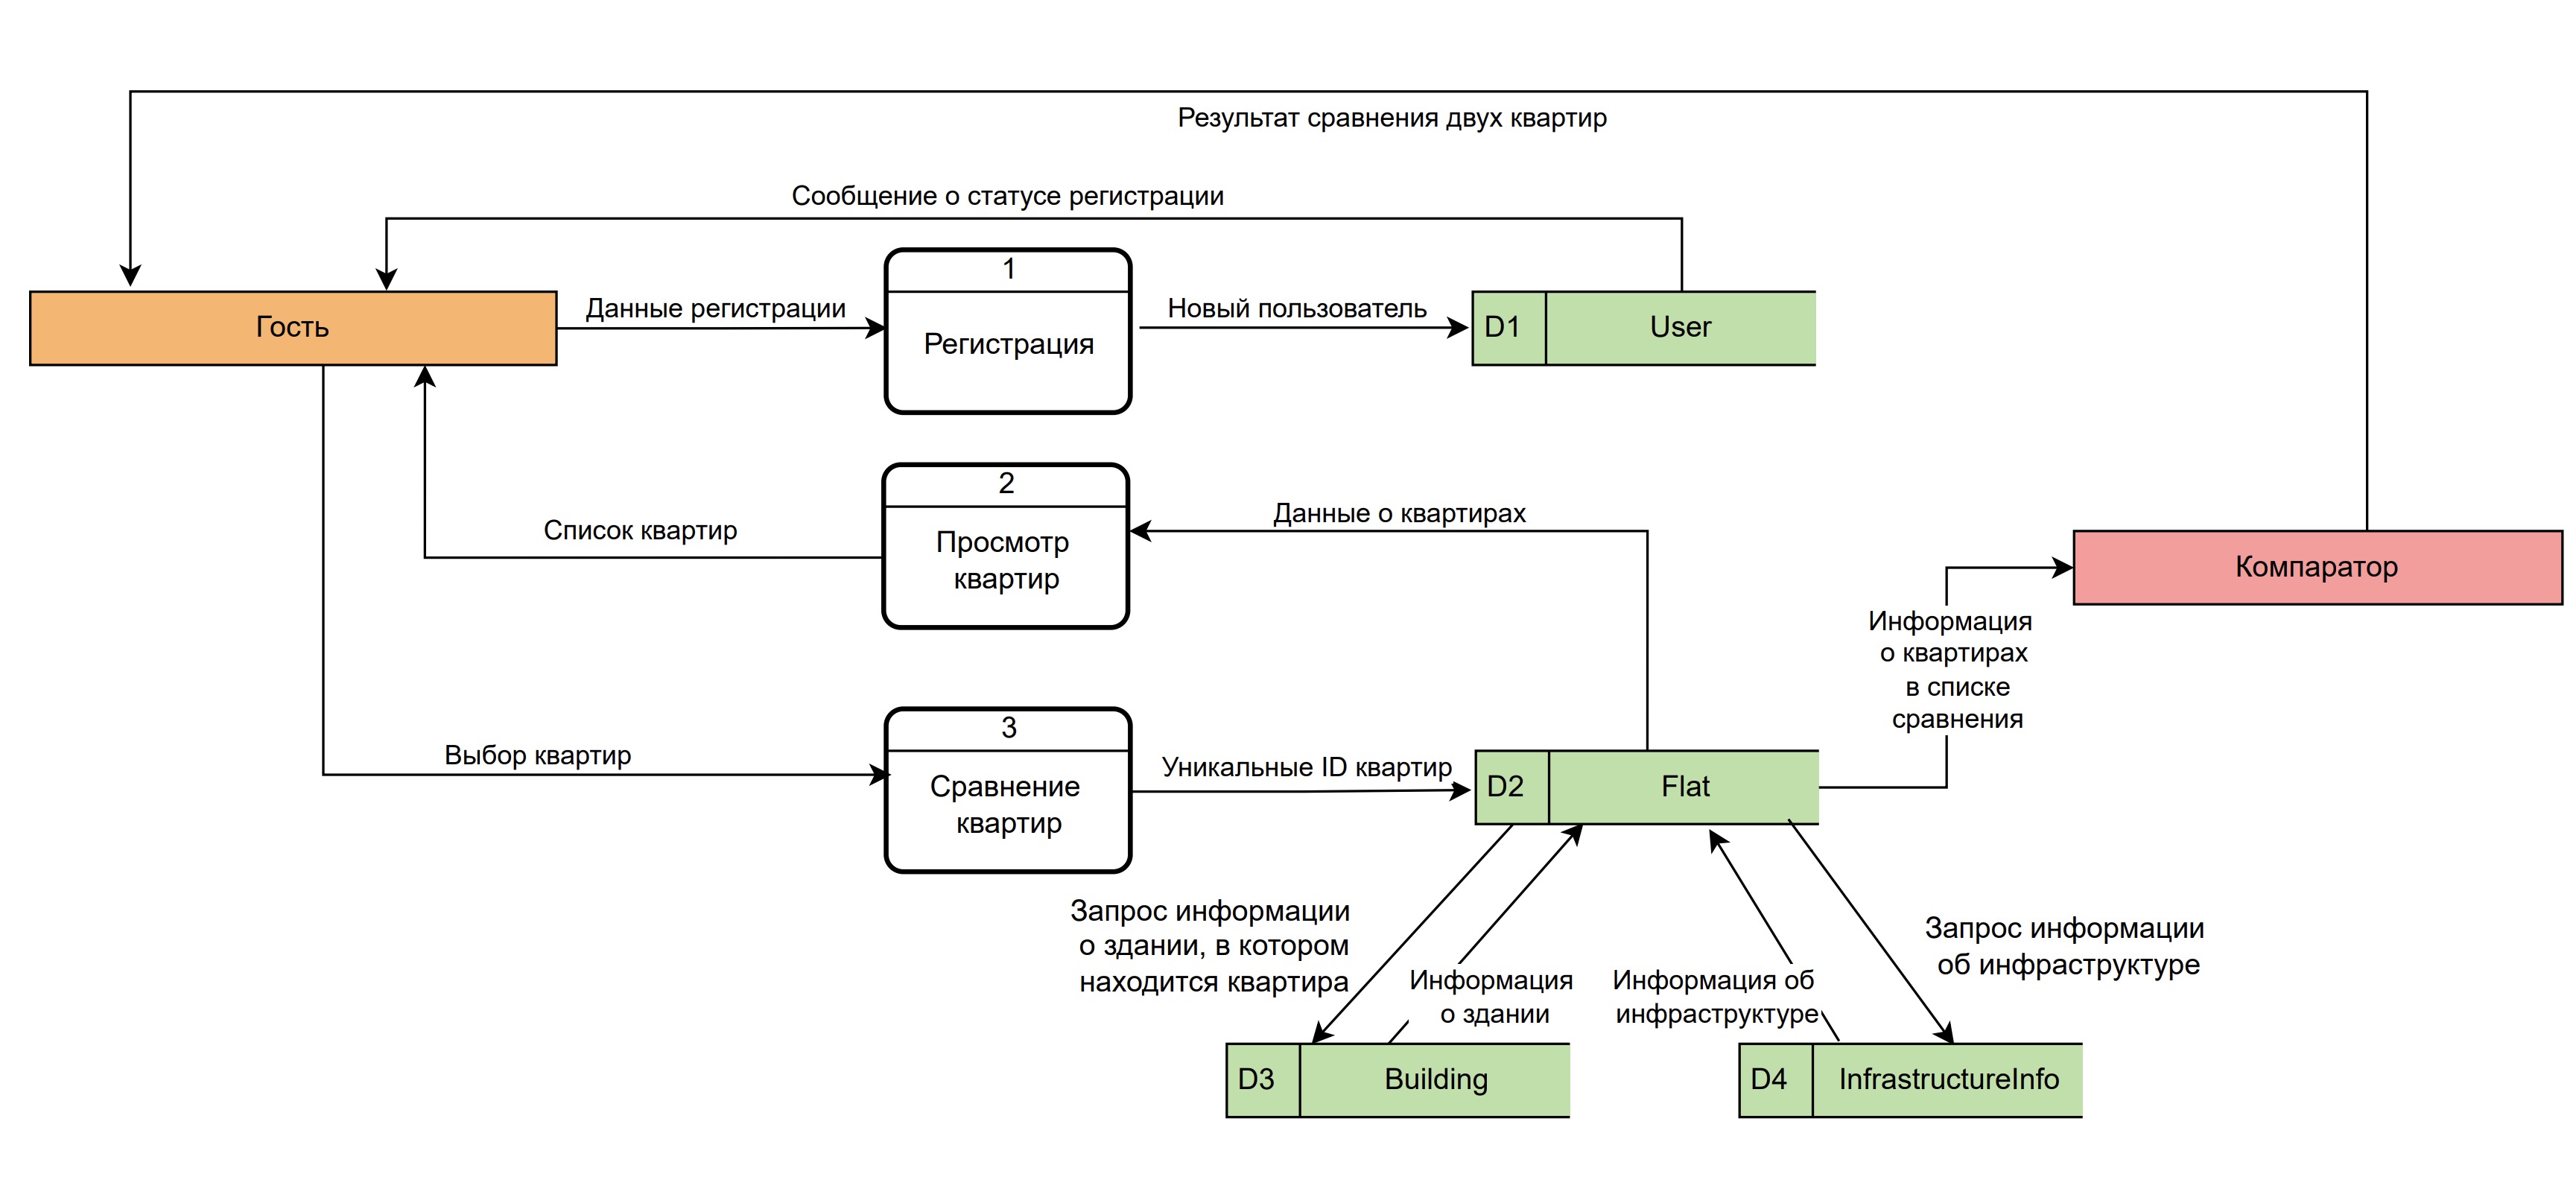 Результат сравнения двух квартир
Сообщение о статусе регистрации
1
Гость
Данные регистрации
Регистрация
Новый пользователь
D1
User
2
Список квартир
Просмотр
квартир
Данные о квартирах
Компаратор
Информация
о квартирах
в списке
сравнения
3
Выбор квартир
Сравнение
квартир
Уникальные ID квартир
D2
Flat
Запрос информации
о здании, в котором
находится квартира
Информация
о здании
Информация об
инфраструктуре
Запрос информации
об инфраструктуре
D3
Building
D4
InfrastructureInfo